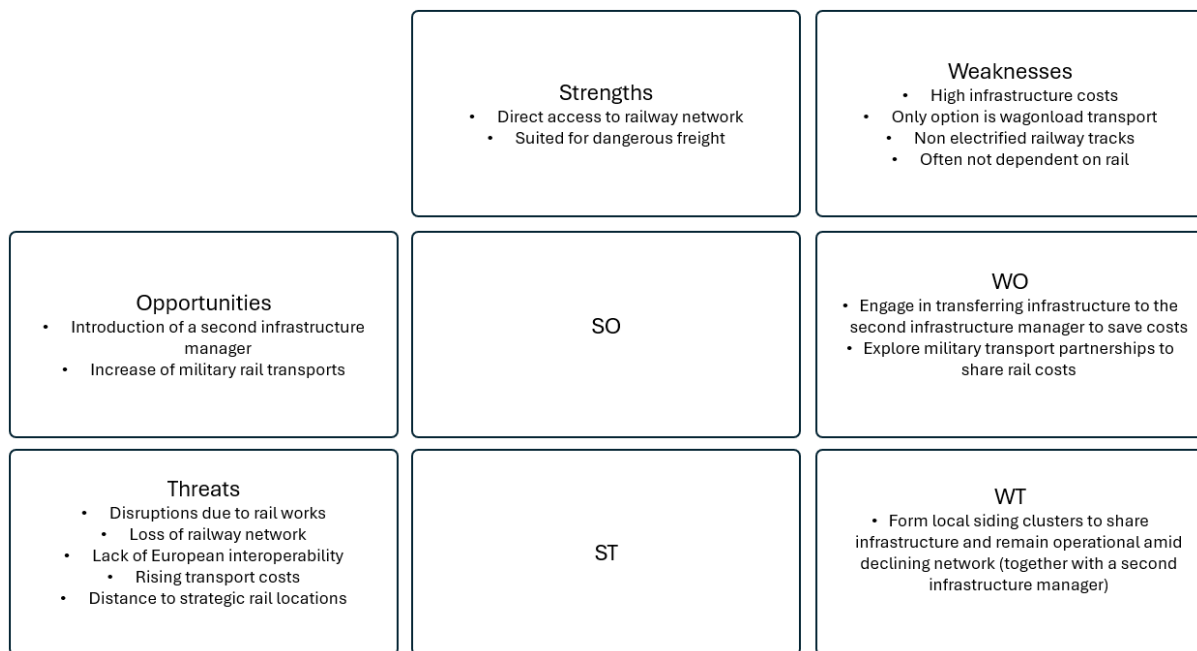 Strengths
• Direct access to railway network
• Suited for dangerous freight
Weaknesses
• High infrastructure costs
• Only option is wagonload transport
• Non electrified railway tracks
• Often not dependent on rail
Opportunities
• Introduction of a second infrastructure
manager
• Increase of military rail transports
SO
WO
• Engage in transferring infrastructure to the
second infrastructure manager to save costs
• Explore military transport partnerships to
share rail costs
Threats
• Disruptions due to rail works
• Loss of railway network
• Lack of European interoperability
• Rising transport costs
• Distance to strategic rail locations
ST
WT
• Form local siding clusters to share
infrastructure and remain operational amid
declining network (together with a second
infrastructure manager)